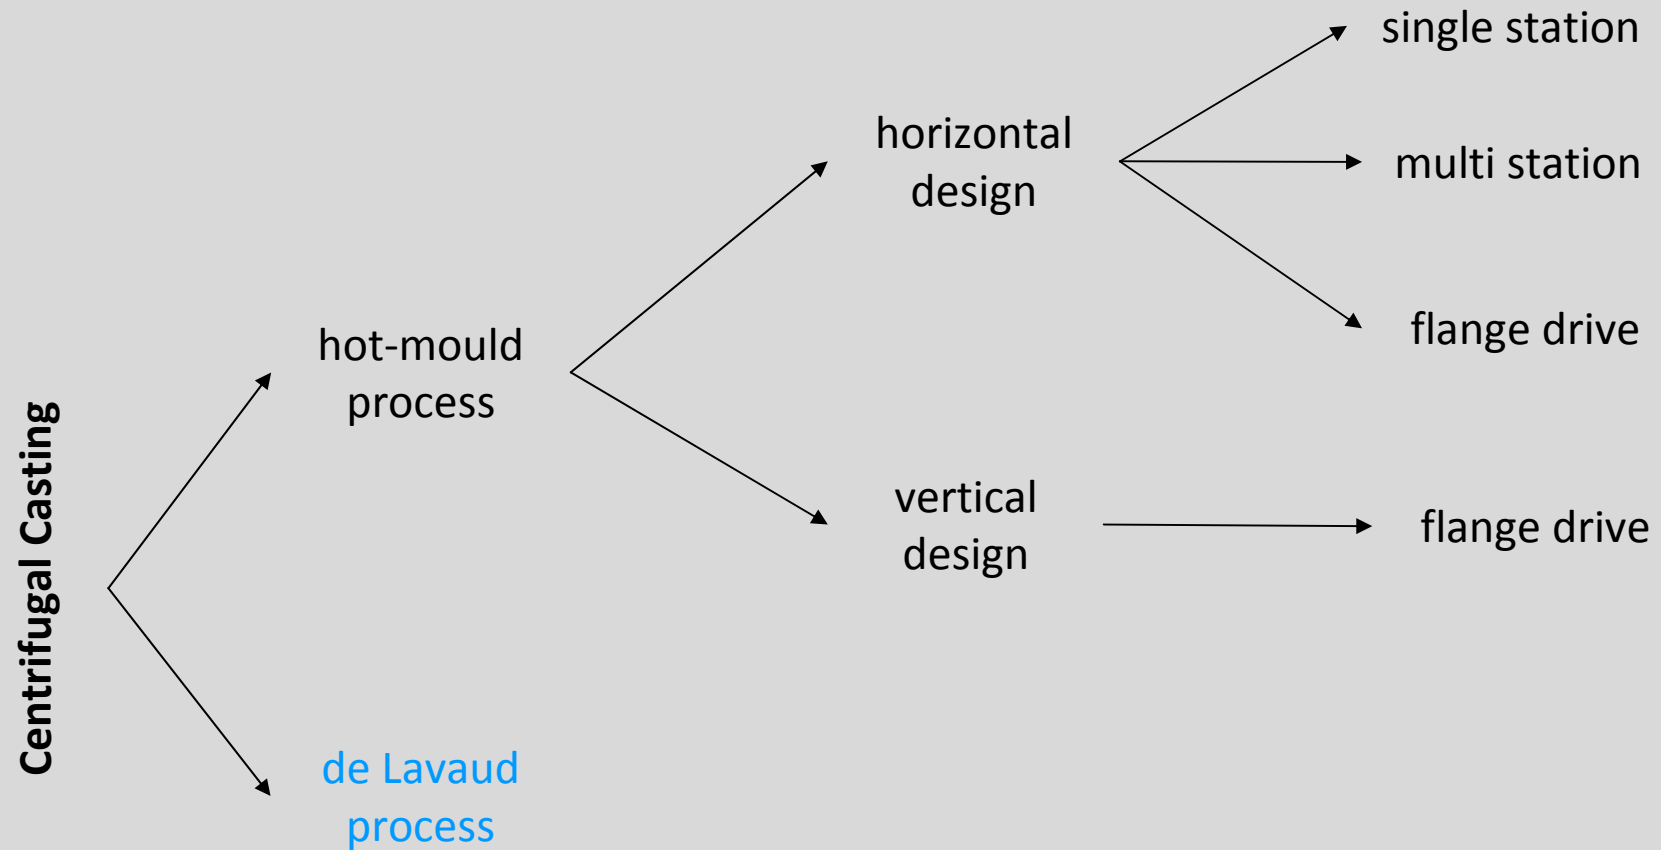 Centrifugal Casting
hot-mould
process
de Lavaud
process
horizontal
design
vertical
design
single station
multi station
flange drive
flange drive